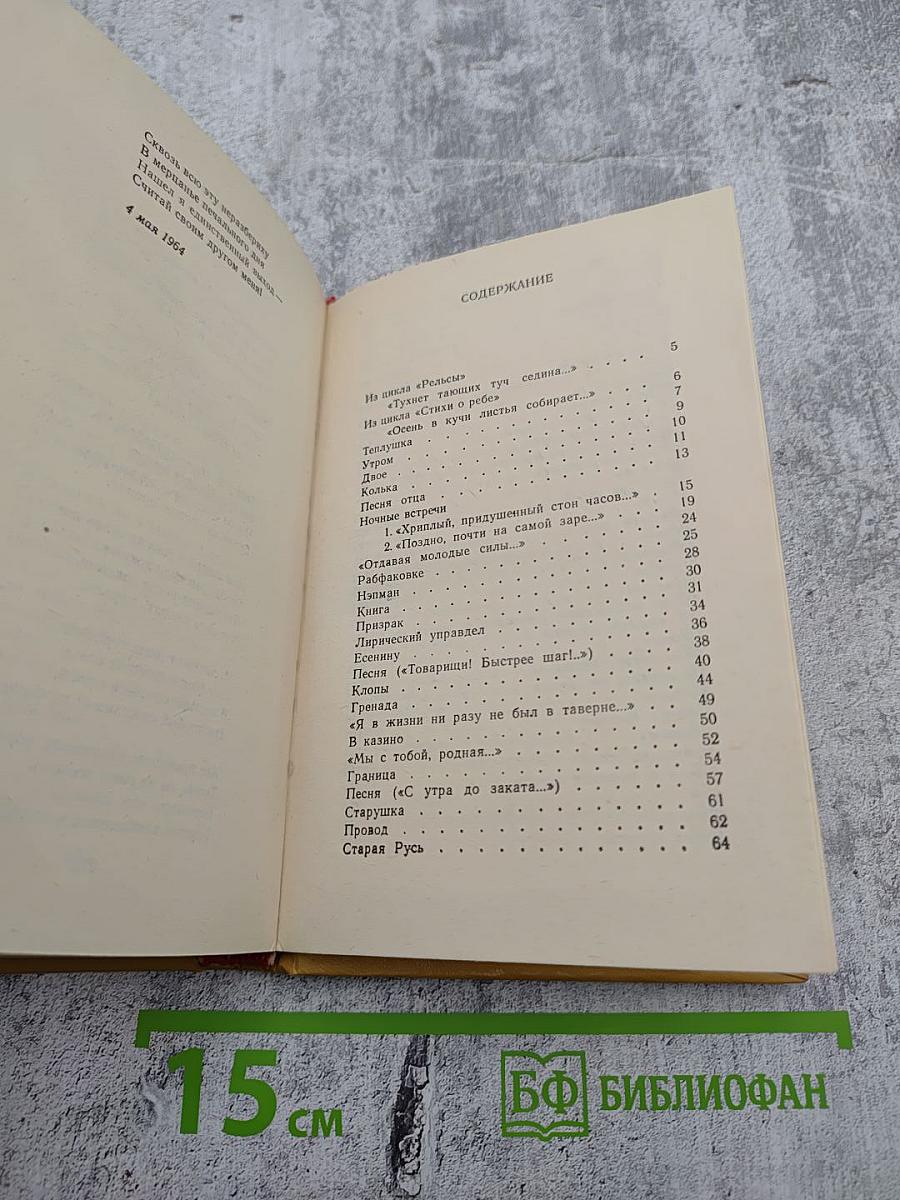 Сквозь всю эту неразбериху
В мерцанье печального дня
Нашел я единственный выход —
Считай своим другом меня!
4 мая 1964
СОДЕРЖАНИЕ
Из цикла «Рельсы»
«Тухнет тающих туч седина...» . . . . 5
Из цикла «Стихи о ребе»
«Осень в кучи листья собирает...» . . . 6
Теплушка . . . . . . . . . . . . 7
Утром . . . . . . . . . . . . . 9
Двое . . . . . . . . . . . . . 10
Колька . . . . . . . . . . . . . 11
Песня отца . . . . . . . . . . . 13
Ночные встречи
1. «Хриплый, придушенный стон часов...» . 15
2. «Поздно, почти на самой заре...» . . . 19
«Отдавая молодые силы...» . . . . . . 24
Рабфаковке . . . . . . . . . . . 25
Нэпман . . . . . . . . . . . . . 28
Книга . . . . . . . . . . . . . 30
Призрак . . . . . . . . . . . . 31
Лирический управдел . . . . . . . . 34
Есенину . . . . . . . . . . . . 36
Песня («Товарищи! Быстрее шаг!..») . . . . 38
Клопы . . . . . . . . . . . . . 40
Гренада . . . . . . . . . . . . 44
«Я в жизни ни разу не был в таверне...» . . 49
В казино . . . . . . . . . . . . 50
«Мы с тобой, родная...» . . . . . . . 52
Граница . . . . . . . . . . . . 54
Песня («С утра до заката...») . . . . . . 57
Старушка . . . . . . . . . . . . 61
Провод . . . . . . . . . . . . . 62
Старая Русь . . . . . . . . . . . 64
15 см
БФ БИБЛИОФАН